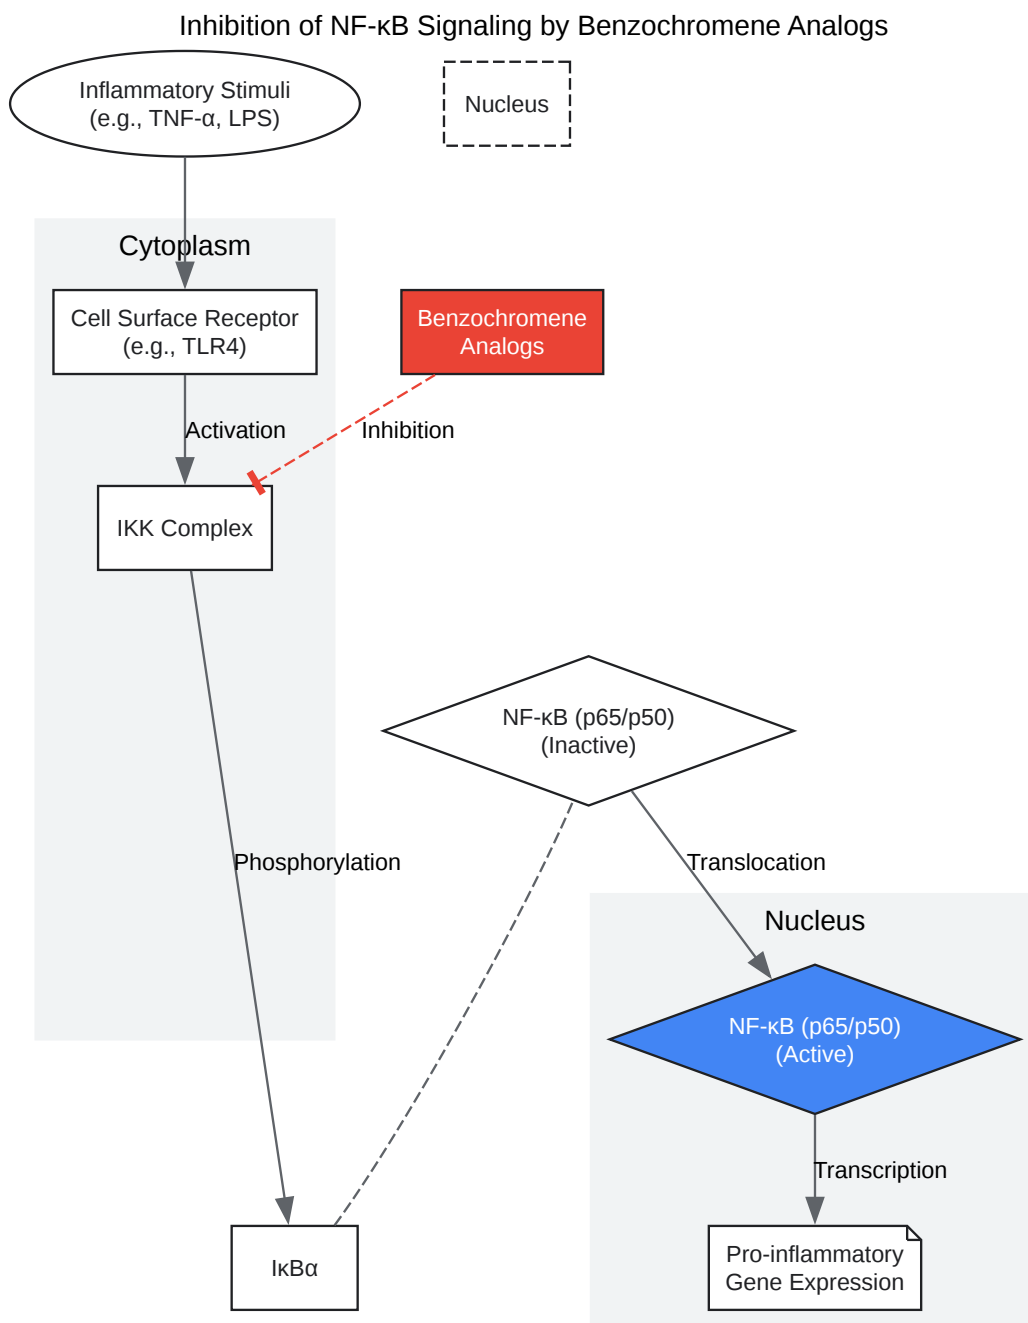 Inhibition of NF-κB Signaling by Benzochromene Analogs
Inflammatory Stimuli
(e.g., TNF-α, LPS)
Nucleus
Cytoplasm
Cell Surface Receptor
(e.g., TLR4)
Benzochromene
Analogs
Activation
Inhibition
IKK Complex
NF-κB (p65/p50)
(Inactive)
Phosphorylation
Translocation
Nucleus
NF-κB (p65/p50)
(Active)
Transcription
IκBα
Pro-inflammatory
Gene Expression